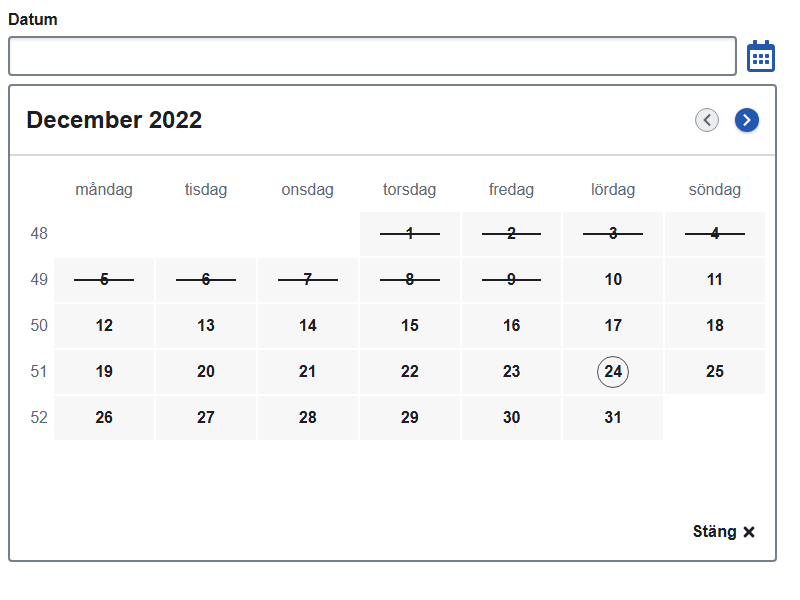 Datum
December 2022
måndag tisdag onsdag torsdag fredag lördag söndag
48 1 2 3 4
49 5 6 7 8 9 10 11
50 12 13 14 15 16 17 18
51 19 20 21 22 23 24 25
52 26 27 28 29 30 31
Stäng